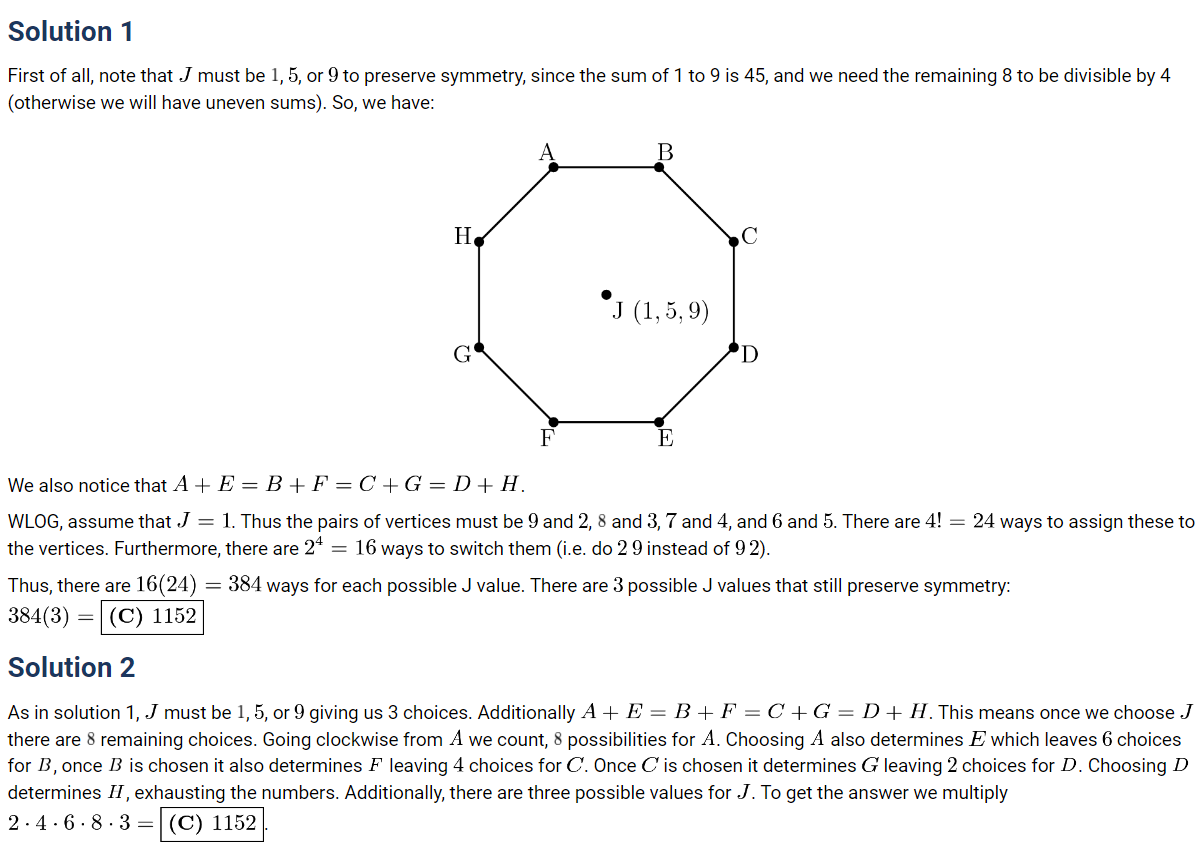 Solution 1
First of all, note that J must be 1, 5, or 9 to preserve symmetry, since the sum of 1 to 9 is 45, and we need the remaining 8 to be divisible by 4
(otherwise we will have uneven sums). So, we have:
A B
H C
J (1, 5, 9)
G D
F E
We also notice that A + E = B + F = C + G = D + H.
WLOG, assume that J = 1. Thus the pairs of vertices must be 9 and 2, 8 and 3, 7 and 4, and 6 and 5. There are 4! = 24 ways to assign these to
the vertices. Furthermore, there are 2⁴ = 16 ways to switch them (i.e. do 2 9 instead of 9 2).
Thus, there are 16(24) = 384 ways for each possible J value. There are 3 possible J values that still preserve symmetry:
384(3) = (C) 1152
Solution 2
As in solution 1, J must be 1, 5, or 9 giving us 3 choices. Additionally A + E = B + F = C + G = D + H. This means once we choose J
there are 8 remaining choices. Going clockwise from A we count, 8 possibilities for A. Choosing A also determines E which leaves 6 choices
for B, once B is chosen it also determines F leaving 4 choices for C. Once C is chosen it determines G leaving 2 choices for D. Choosing D
determines H, exhausting the numbers. Additionally, there are three possible values for J. To get the answer we multiply
2 · 4 · 6 · 8 · 3 = (C) 1152.